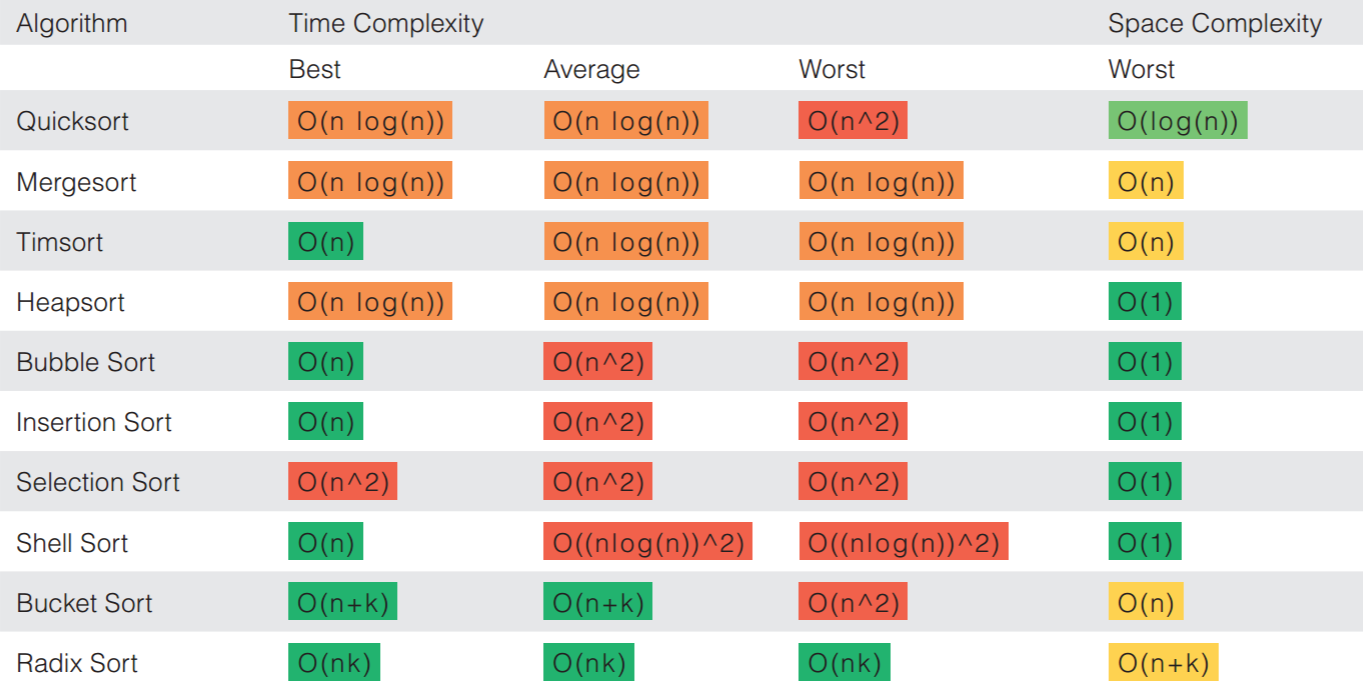 Algorithm Time Complexity Space Complexity
Best Average Worst Worst
Quicksort O(n log(n)) O(n log(n)) O(n^2) O(log(n))
Mergesort O(n log(n)) O(n log(n)) O(n log(n)) O(n)
Timsort O(n) O(n log(n)) O(n log(n)) O(n)
Heapsort O(n log(n)) O(n log(n)) O(n log(n)) O(1)
Bubble Sort O(n) O(n^2) O(n^2) O(1)
Insertion Sort O(n) O(n^2) O(n^2) O(1)
Selection Sort O(n^2) O(n^2) O(n^2) O(1)
Shell Sort O(n) O((nlog(n))^2) O((nlog(n))^2) O(1)
Bucket Sort O(n+k) O(n+k) O(n^2) O(n)
Radix Sort O(nk) O(nk) O(nk) O(n+k)